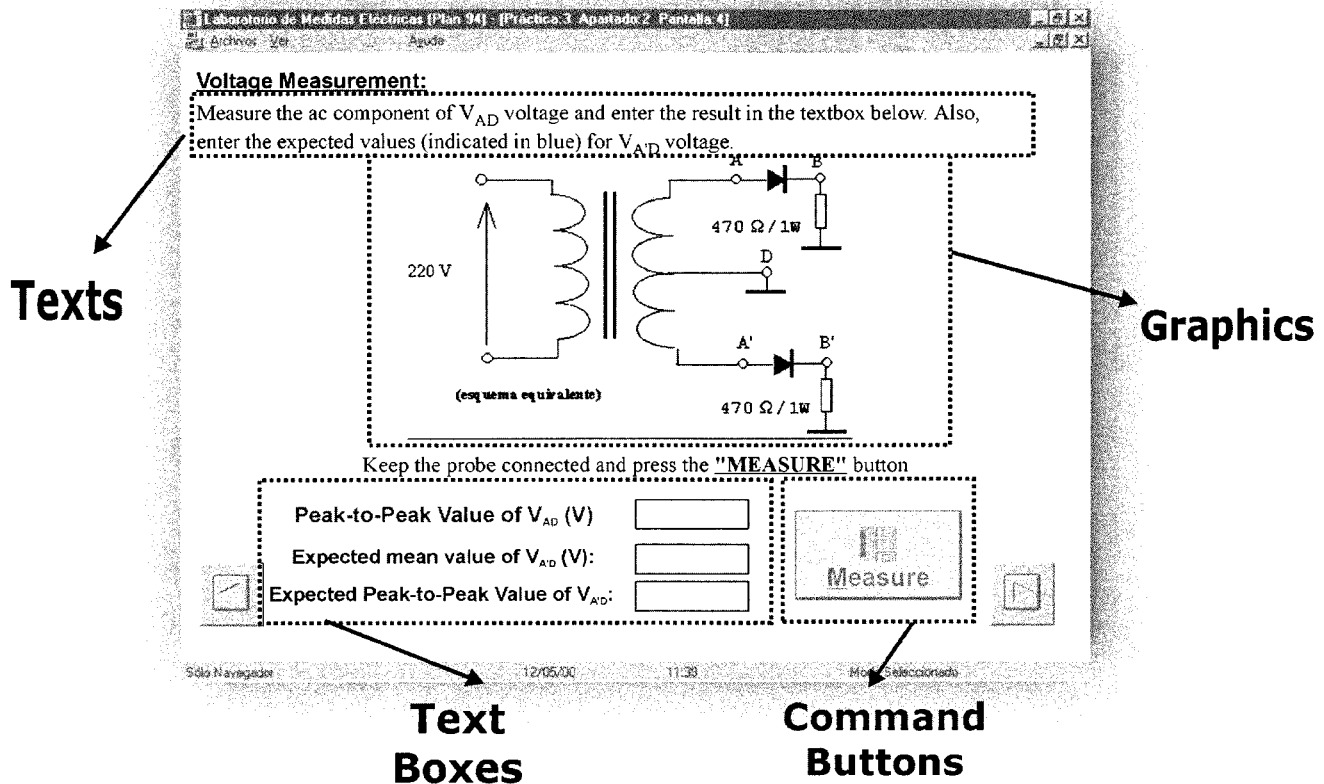 Laboratorio de Medidas Eléctricas (Plan 94) - [Práctica:3 Apartado:2 Pantalla:4]
Archivos Ver Ayuda
Voltage Measurement:
Measure the ac component of V_AD voltage and enter the result in the textbox below. Also,
enter the expected values (indicated in blue) for V_A'D voltage.
A B
470 Ω/1W
D
220 V
A' B'
(esquema equivalente)
470 Ω/1W
Texts
Graphics
Keep the probe connected and press the "MEASURE" button
Peak-to-Peak Value of V_AD (V)
Expected mean value of V_A'D (V):
Expected Peak-to-Peak Value of V_A'D:
Measure
Sólo Navegador 12/05/00 11:39 Modo Seleccionado
Text
Boxes
Command
Buttons